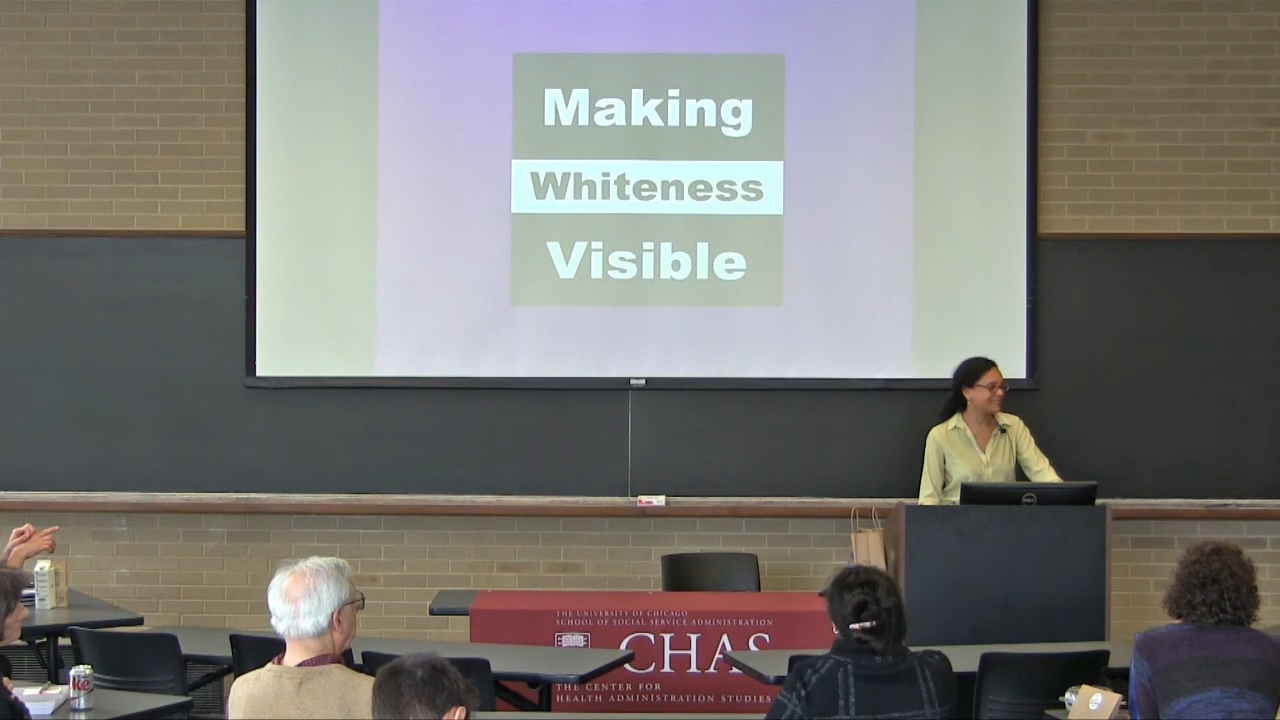 Making
Whiteness
Visible
DELL
THE UNIVERSITY OF CHICAGO
SCHOOL OF SOCIAL SERVICE ADMINISTRATION
CHAS
THE CENTER FOR
HEALTH ADMINISTRATION STUDIES